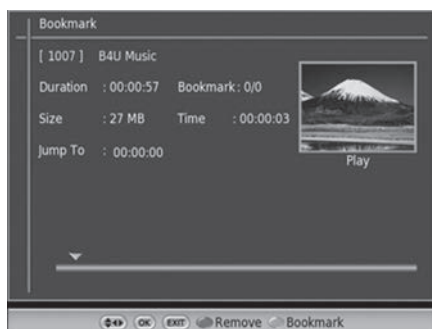 Bookmark
[ 1007 ] B4U Music
Duration : 00:00:57 Bookmark : 0/0
Size : 27 MB Time : 00:00:03
Jump To : 00:00:00
Play
OK EXIT Remove Bookmark